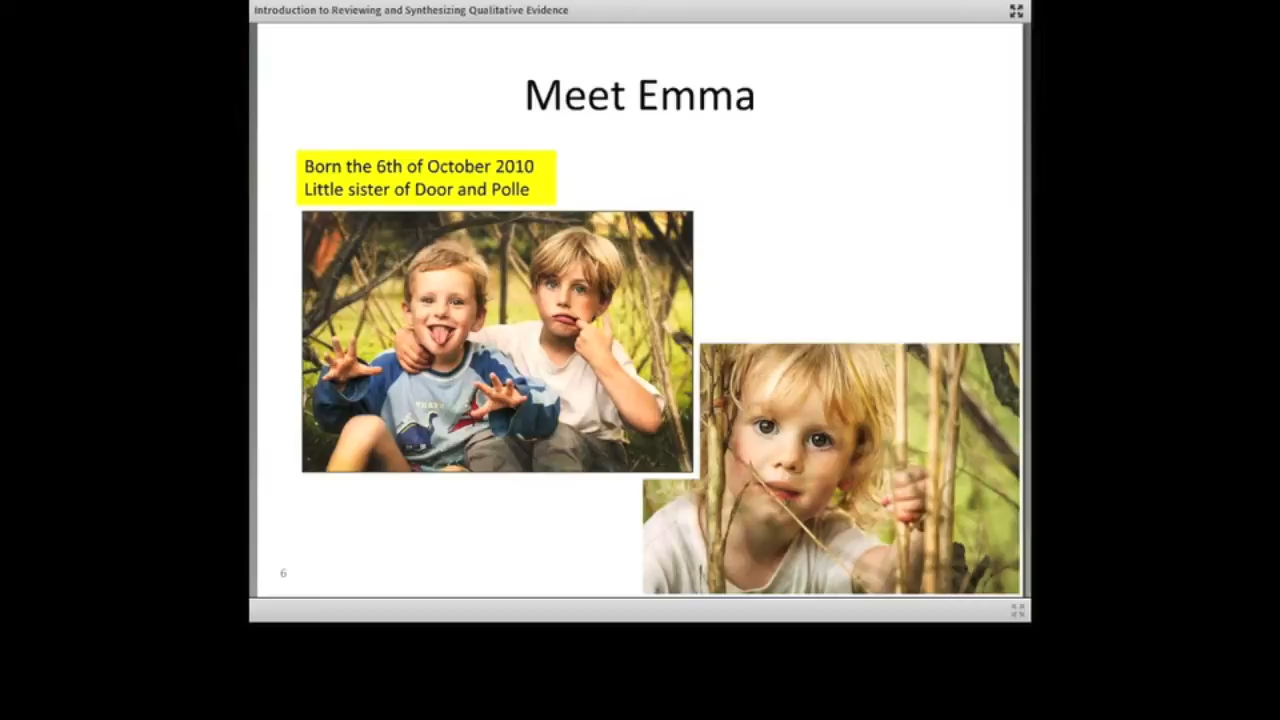 Introduction to Reviewing and Synthesizing Qualitative Evidence
Meet Emma
Born the 6th of October 2010
Little sister of Door and Polle
6